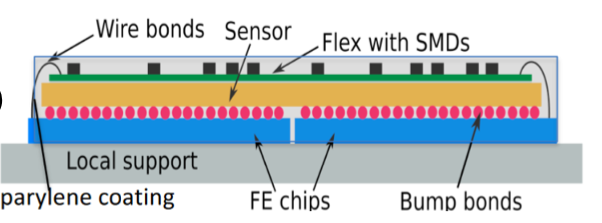 Wire bonds
Sensor
Flex with SMDs
)
Local support
parylene coating
FE chips
Bump bonds